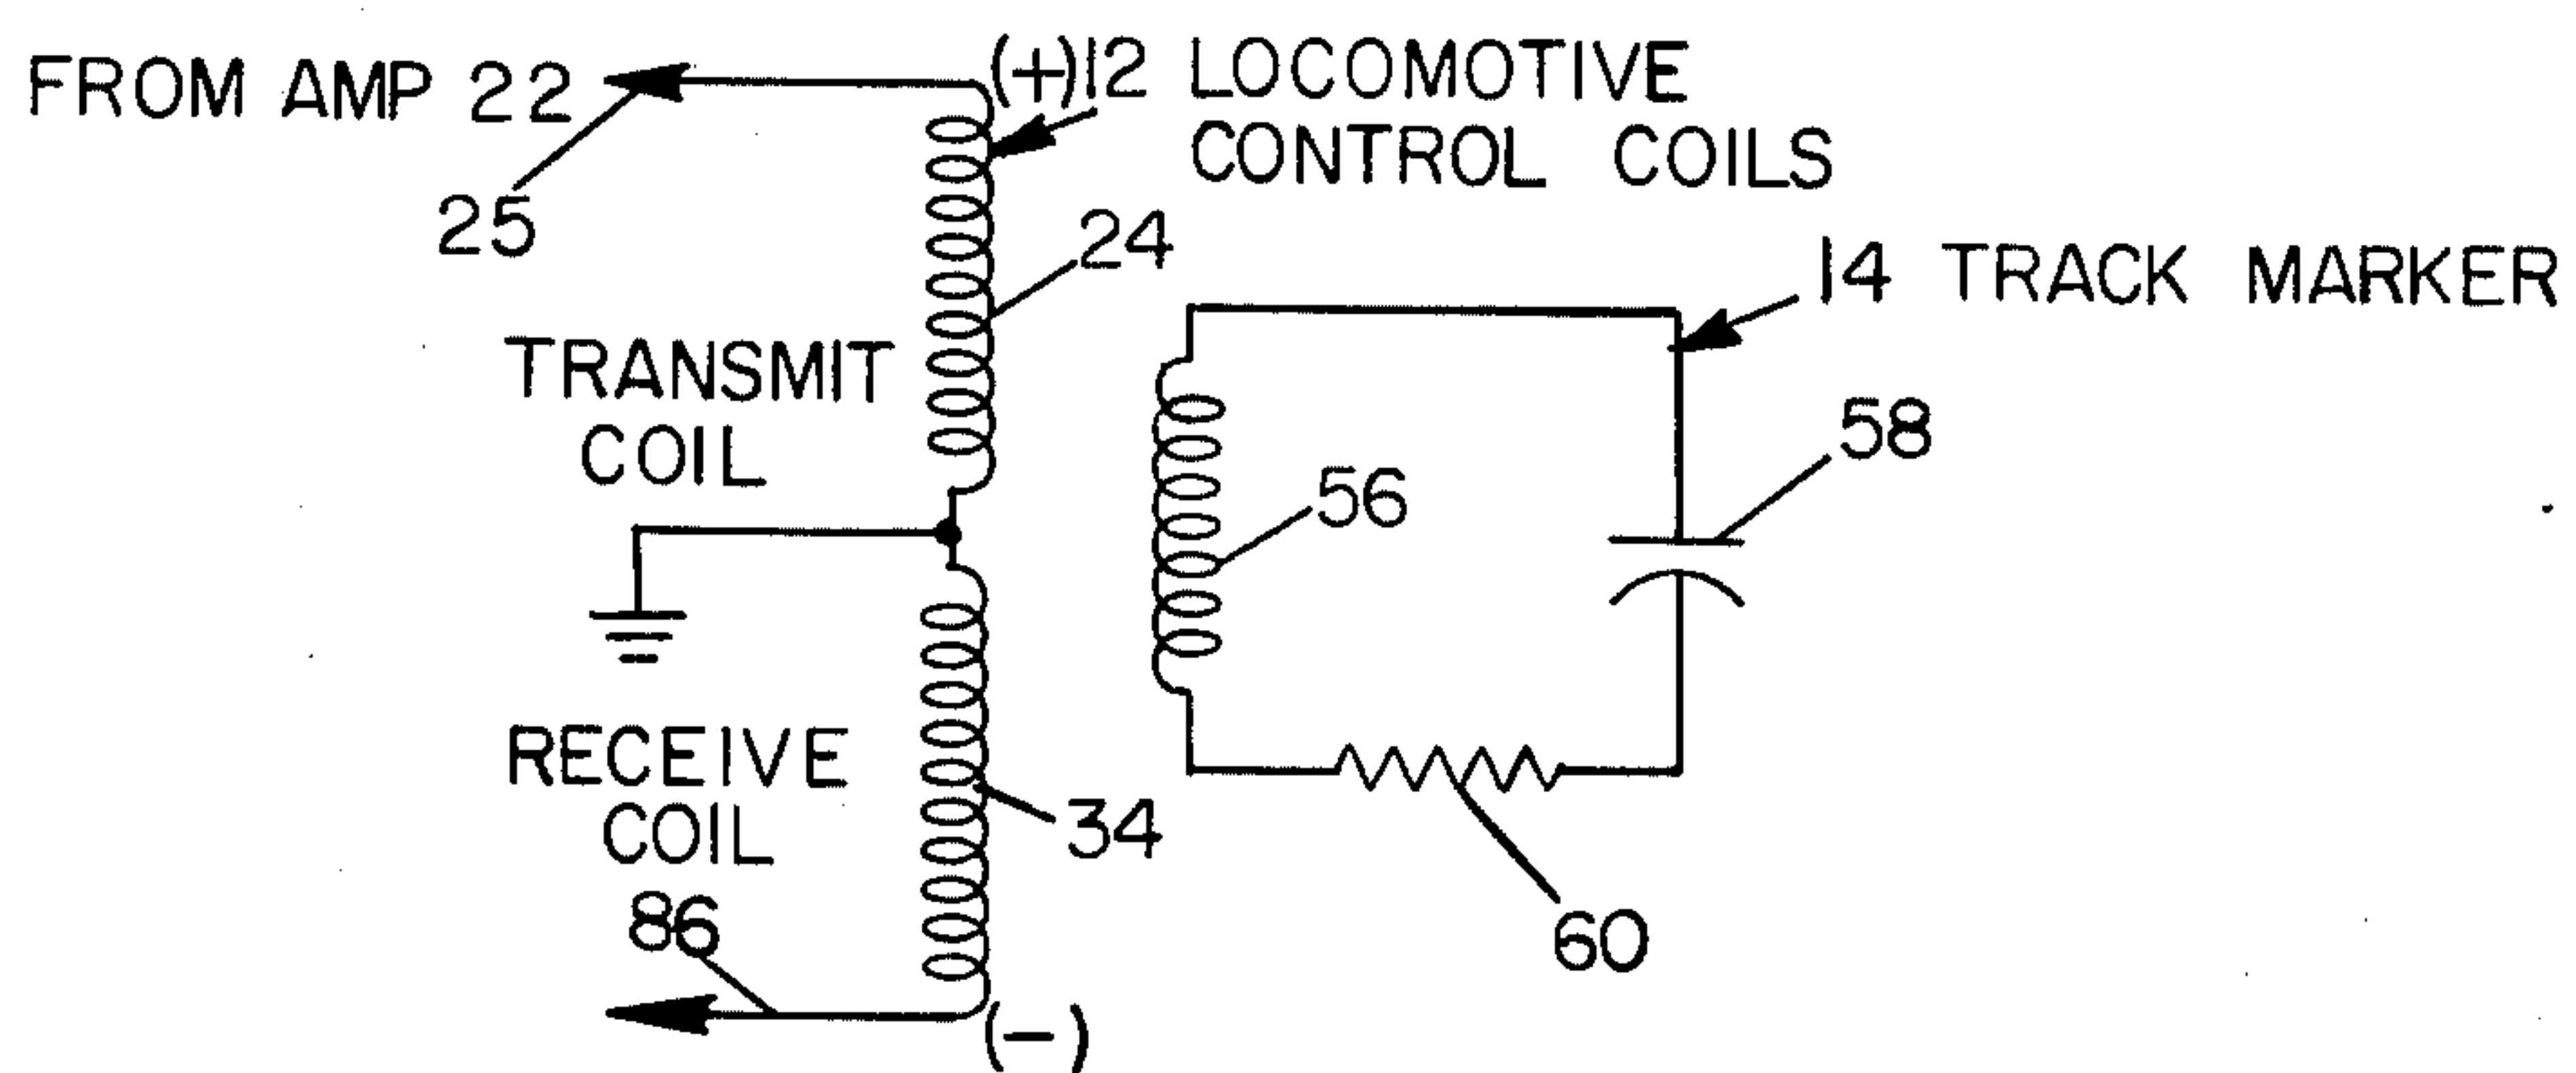 FROM AMP 22
(+)
12 LOCOMOTIVE
CONTROL COILS
25
24
14 TRACK MARKER
TRANSMIT
COIL
58
56
RECEIVE
COIL
34
86
60
(-)